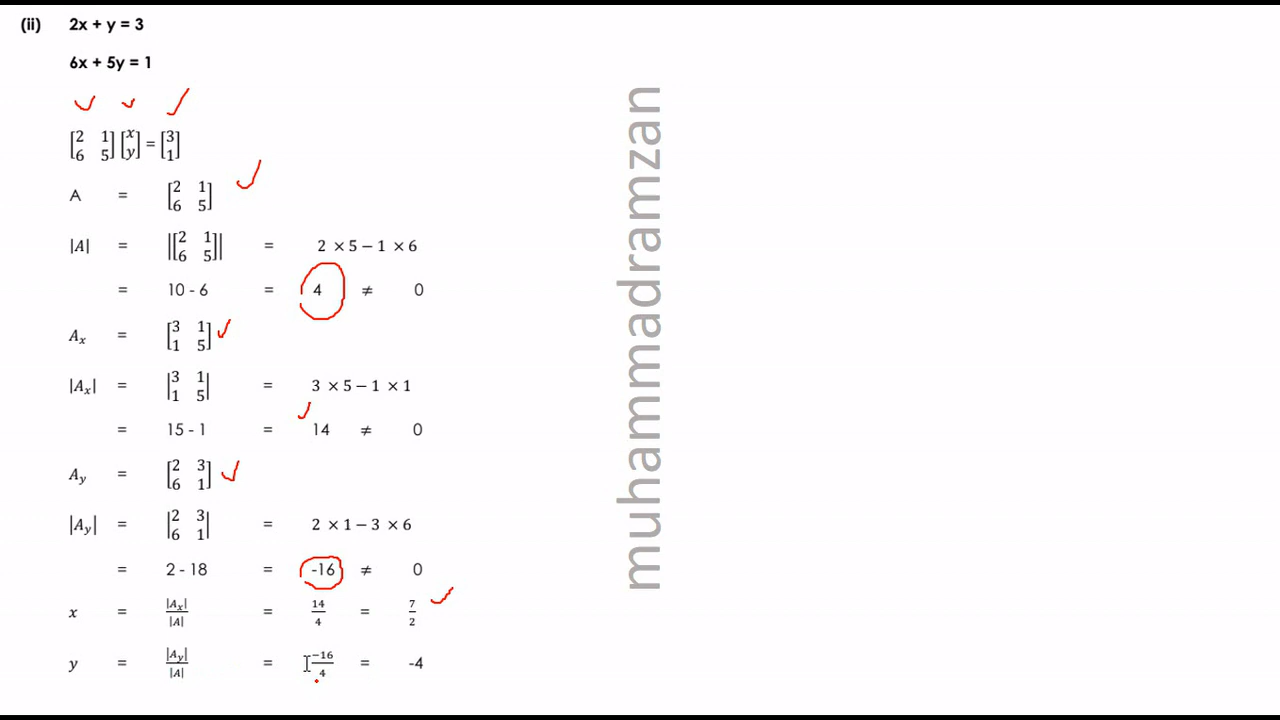 (ii) 2x + y = 3
6x + 5y = 1
[2 1 6 5] [x y] = [3 1]
A = [2 1 6 5]
|A| = |[2 1 6 5]| = 2 × 5 − 1 × 6
= 10 - 6 = 4 ≠ 0
Aₓ = [3 1 1 5]
|Aₓ| = |3 1 1 5| = 3 × 5 − 1 × 1
= 15 - 1 = 14 ≠ 0
A_y = [2 3 6 1]
|A_y| = |2 3 6 1| = 2 × 1 − 3 × 6
= 2 - 18 = -16 ≠ 0
x = |Aₓ|/|A| = 14/4 = 7/2
y = |A_y|/|A| = −16/4 = -4
muhammadramzan